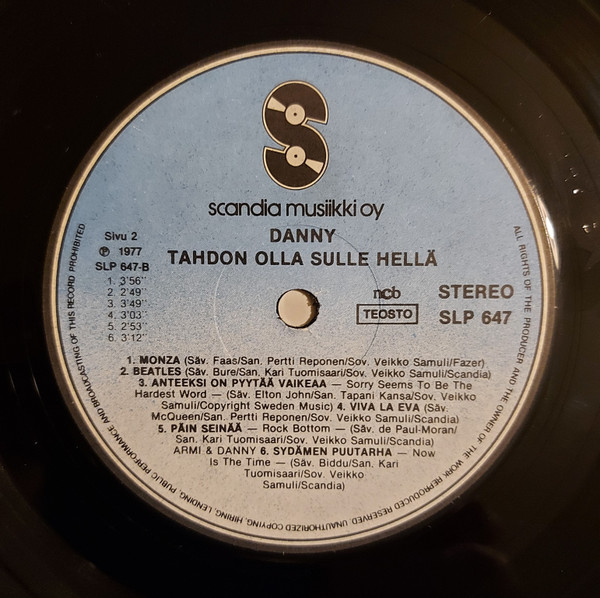 scandia musiikki oy
DANNY
TAHDON OLLA SULLE HELLÄ
Sivu 2
℗ 1977
SLP 647-B
1. 3'56''
2. 2'49''
3. 3'49''
4. 3'03''
5. 2'53''
6. 3'12''
ncb
TEOSTO
STEREO
SLP 647
1. MONZA (Säv. Faas/San. Pertti Reponen/Sov. Veikko Samuli/Fazer)
2. BEATLES (Säv. Bure/San. Kari Tuomisaari/Sov. Veikko Samuli/Scandia)
3. ANTEEKSI ON PYYTÄÄ VAIKEAA — Sorry Seems To Be The
Hardest Word — (Säv. Elton John/San. Tapani Kansa/Sov. Veikko
Samuli/Copyright Sweden Music) 4. VIVA LA EVA (Säv.
McQueen/San. Pertti Reponen/Sov. Veikko Samuli/Scandia)
5. PÄIN SEINÄÄ — Rock Bottom — (Säv. de Paul-Moran/
San. Kari Tuomisaari/Sov. Veikko Samuli/Scandia)
ARMI & DANNY 6. SYDÄMEN PUUTARHA — Now
Is The Time — (Säv. Biddu/San. Kari
Tuomisaari/Sov. Veikko
Samuli/Scandia)
ALL RIGHTS OF THE PRODUCER AND OF THE OWNER OF THE WORK REPRODUCED RESERVED. UNAUTHORIZED COPYING, HIRING, LENDING, PUBLIC PERFORMANCE AND BROADCASTING OF THIS RECORD PROHIBITED